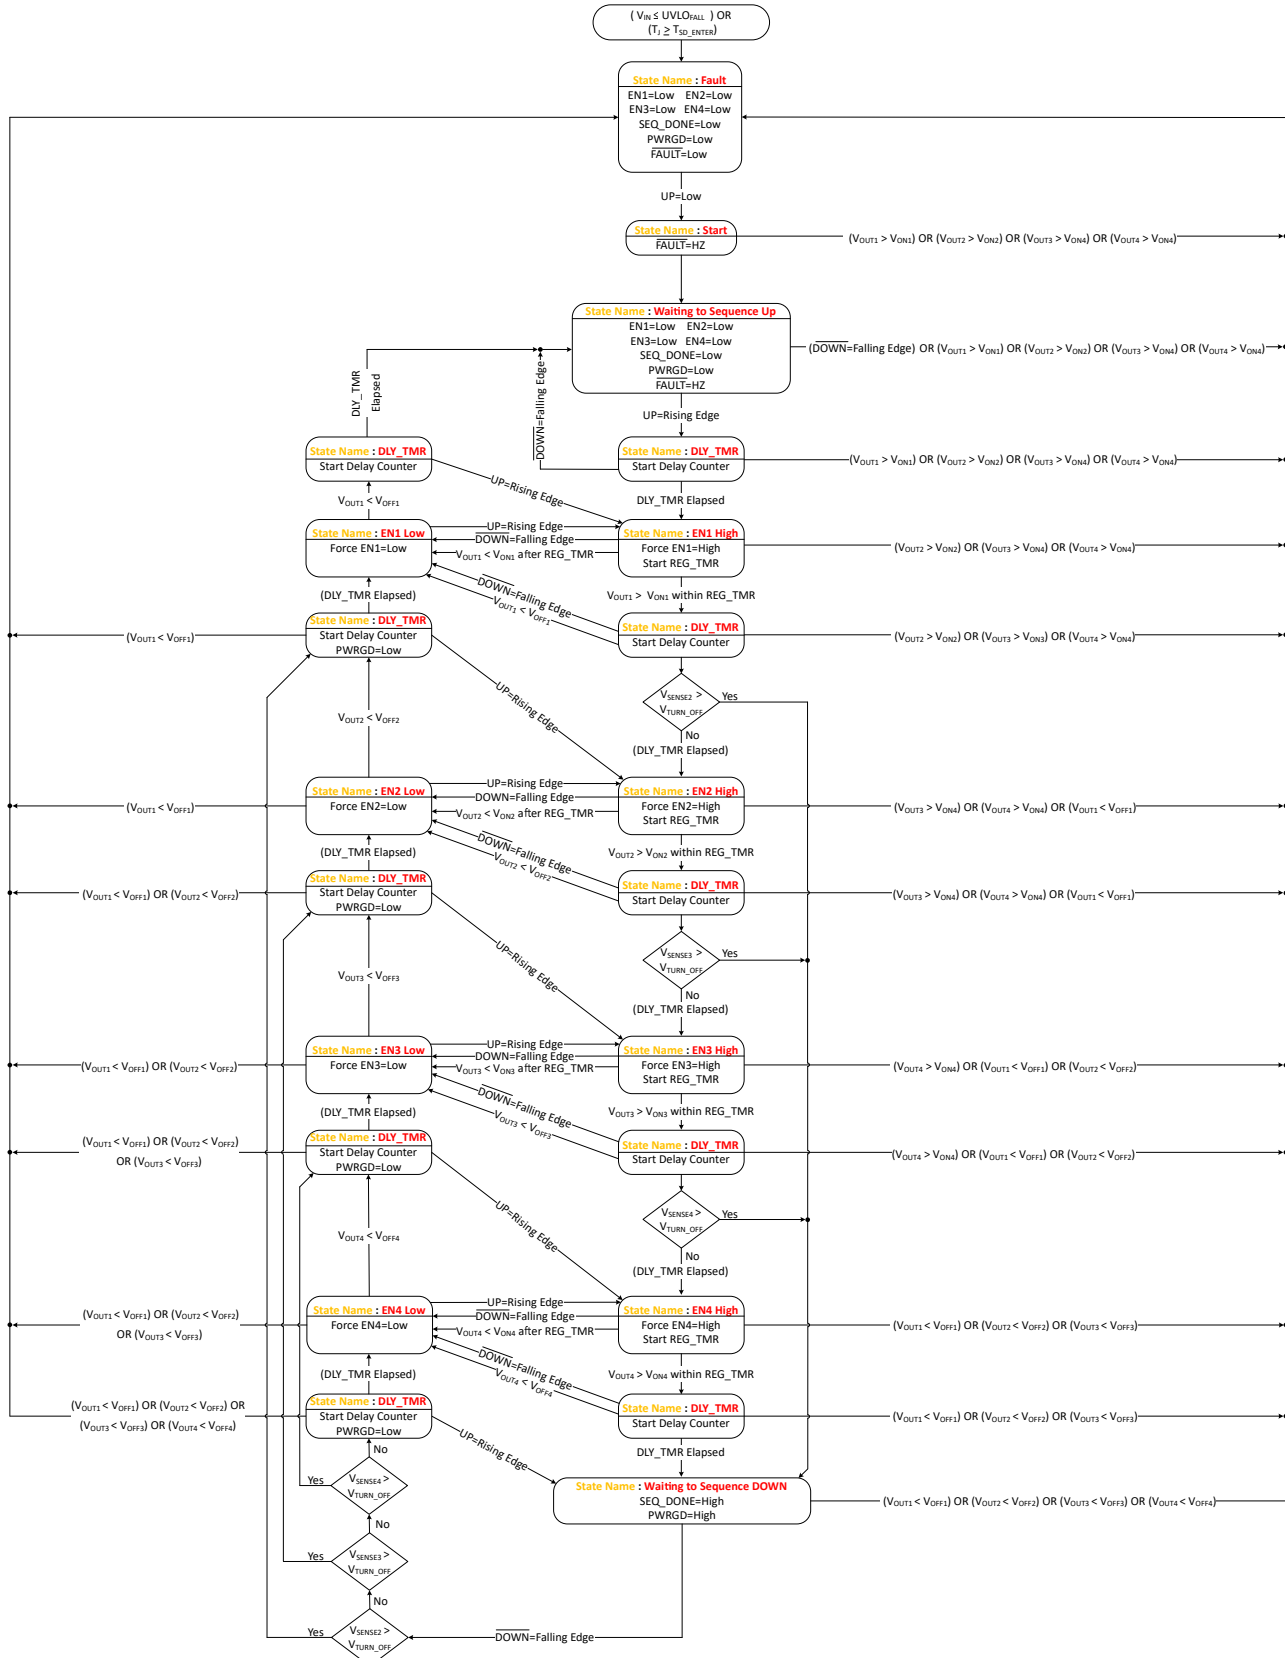 ( VIN ≤ UVLOFALL ) OR
(TJ ≥ TSD_ENTER)
State Name : Fault
EN1=Low EN2=Low
EN3=Low EN4=Low
SEQ_DONE=Low
PWRGD=Low
FAULT=Low
UP=Low
State Name : Start
FAULT=HZ
(VOUT1 > VON1) OR (VOUT2 > VON2) OR (VOUT3 > VON4) OR (VOUT4 > VON4)
State Name : Waiting to Sequence Up
EN1=Low EN2=Low
EN3=Low EN4=Low
SEQ_DONE=Low
PWRGD=Low
FAULT=HZ
(DOWN=Falling Edge) OR (VOUT1 > VON1) OR (VOUT2 > VON2) OR (VOUT3 > VON4) OR (VOUT4 > VON4)
DLY_TMR
Elapsed
DOWN=Falling Edge
UP=Rising Edge
State Name : DLY_TMR
Start Delay Counter
State Name : DLY_TMR
Start Delay Counter
(VOUT1 > VON1) OR (VOUT2 > VON2) OR (VOUT3 > VON4) OR (VOUT4 > VON4)
UP=Rising Edge
VOUT1 < VOFF1
DLY_TMR Elapsed
State Name : EN1 Low
Force EN1=Low
UP=Rising Edge
DOWN=Falling Edge
VOUT1 < VON1 after REG_TMR
State Name : EN1 High
Force EN1=High
Start REG_TMR
(VOUT2 > VON2) OR (VOUT3 > VON4) OR (VOUT4 > VON4)
(DLY_TMR Elapsed)
DOWN=Falling Edge
VOUT1 < VOFF1
VOUT1 > VON1 within REG_TMR
(VOUT1 < VOFF1)
State Name : DLY_TMR
Start Delay Counter
PWRGD=Low
State Name : DLY_TMR
Start Delay Counter
(VOUT2 > VON2) OR (VOUT3 > VON3) OR (VOUT4 > VON4)
UP=Rising Edge
VSENSE2 >
VTURN_OFF
Yes
No
VOUT2 < VOFF2
(DLY_TMR Elapsed)
(VOUT1 < VOFF1)
State Name : EN2 Low
Force EN2=Low
UP=Rising Edge
DOWN=Falling Edge
VOUT2 < VON2 after REG_TMR
State Name : EN2 High
Force EN2=High
Start REG_TMR
(VOUT3 > VON4) OR (VOUT4 > VON4) OR (VOUT1 < VOFF1)
(DLY_TMR Elapsed)
DOWN=Falling Edge
VOUT2 < VOFF2
VOUT2 > VON2 within REG_TMR
(VOUT1 < VOFF1) OR (VOUT2 < VOFF2)
State Name : DLY_TMR
Start Delay Counter
PWRGD=Low
State Name : DLY_TMR
Start Delay Counter
(VOUT3 > VON4) OR (VOUT4 > VON4) OR (VOUT1 < VOFF1)
UP=Rising Edge
VSENSE3 >
VTURN_OFF
Yes
No
VOUT3 < VOFF3
(DLY_TMR Elapsed)
(VOUT1 < VOFF1) OR (VOUT2 < VOFF2)
State Name : EN3 Low
Force EN3=Low
UP=Rising Edge
DOWN=Falling Edge
VOUT3 < VON3 after REG_TMR
State Name : EN3 High
Force EN3=High
Start REG_TMR
(VOUT4 > VON4) OR (VOUT1 < VOFF1) OR (VOUT2 < VOFF2)
(DLY_TMR Elapsed)
DOWN=Falling Edge
VOUT3 < VOFF3
VOUT3 > VON3 within REG_TMR
(VOUT1 < VOFF1) OR (VOUT2 < VOFF2)
OR (VOUT3 < VOFF3)
State Name : DLY_TMR
Start Delay Counter
PWRGD=Low
State Name : DLY_TMR
Start Delay Counter
(VOUT4 > VON4) OR (VOUT1 < VOFF1) OR (VOUT2 < VOFF2)
UP=Rising Edge
VSENSE4 >
VTURN_OFF
Yes
No
VOUT4 < VOFF4
(DLY_TMR Elapsed)
(VOUT1 < VOFF1) OR (VOUT2 < VOFF2)
OR (VOUT3 < VOFF3)
State Name : EN4 Low
Force EN4=Low
UP=Rising Edge
DOWN=Falling Edge
VOUT4 < VON4 after REG_TMR
State Name : EN4 High
Force EN4=High
Start REG_TMR
(VOUT1 < VOFF1) OR (VOUT2 < VOFF2) OR (VOUT3 < VOFF3)
(DLY_TMR Elapsed)
DOWN=Falling Edge
VOUT4 < VOFF4
VOUT4 > VON4 within REG_TMR
(VOUT1 < VOFF1) OR (VOUT2 < VOFF2) OR
(VOUT3 < VOFF3) OR (VOUT4 < VOFF4)
State Name : DLY_TMR
Start Delay Counter
PWRGD=Low
State Name : DLY_TMR
Start Delay Counter
(VOUT1 < VOFF1) OR (VOUT2 < VOFF2) OR (VOUT3 < VOFF3)
UP=Rising Edge
DLY_TMR Elapsed
No
Yes
VSENSE4 >
VTURN_OFF
State Name : Waiting to Sequence DOWN
SEQ_DONE=High
PWRGD=High
(VOUT1 < VOFF1) OR (VOUT2 < VOFF2) OR (VOUT3 < VOFF3) OR (VOUT4 < VOFF4)
No
Yes
VSENSE3 >
VTURN_OFF
No
Yes
VSENSE2 >
VTURN_OFF
DOWN=Falling Edge